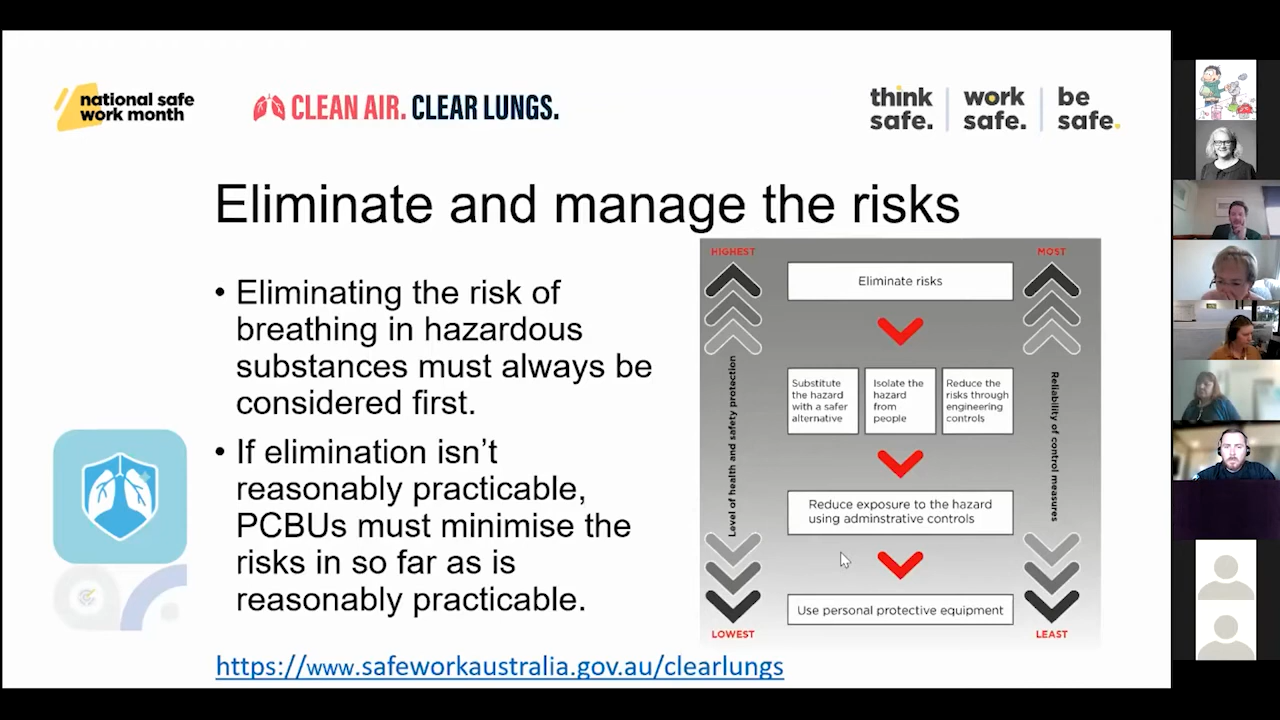 national safe
work month
CLEAN AIR. CLEAR LUNGS.
think
safe.
work
safe.
be
safe.
Eliminate and manage the risks
• Eliminating the risk of
breathing in hazardous
substances must always be
considered first.
• If elimination isn't
reasonably practicable,
PCBUs must minimise the
risks in so far as is
reasonably practicable.
HIGHEST
MOST
Eliminate risks
Level of health and safety protection
Substitute
the hazard
with a safer
alternative
Isolate the
hazard
from
people
Reduce the
risks through
engineering
controls
Reliability of control measures
Reduce exposure to the hazard
using adminstrative controls
Use personal protective equipment
LOWEST
LEAST
https://www.safeworkaustralia.gov.au/clearlungs